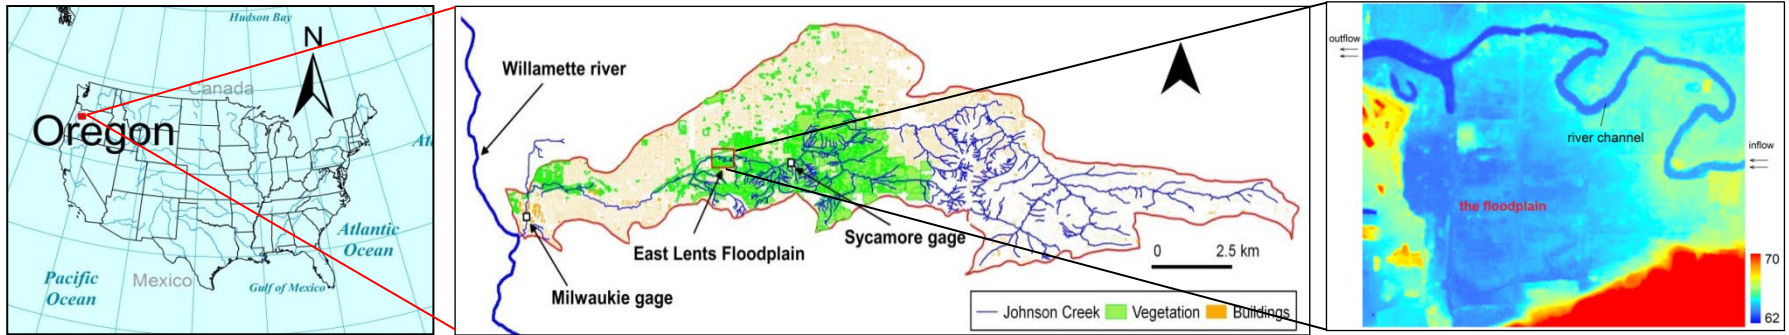 Hudson Bay
N
Canada
Oregon
Atlantic
Ocean
Pacific
Ocean
Mexico
Gulf of Mexico
Willamette river
Sycamore gage
East Lents Floodplain
Milwaukie gage
0 2.5 km
Johnson Creek Vegetation Buildings
outflow
river channel
inflow
the floodplain
70
62